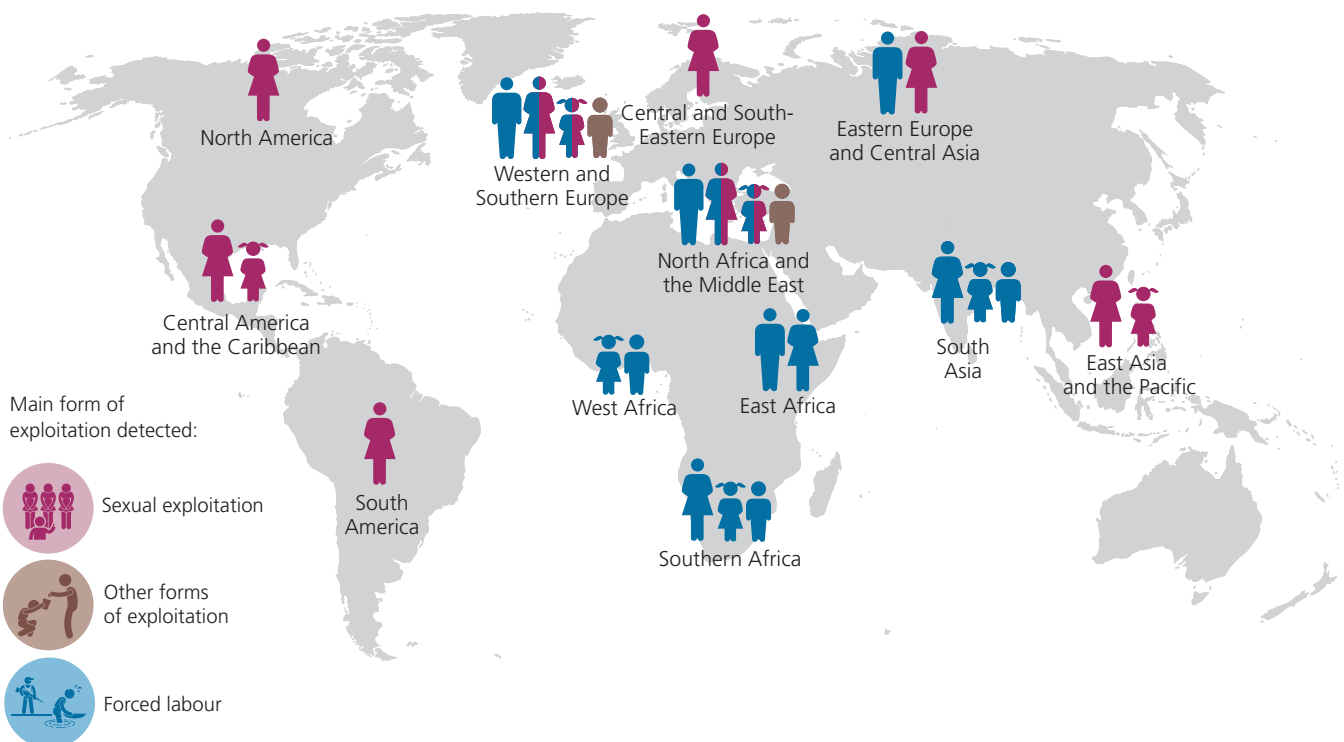 North America
Western and
Southern Europe
Central and South-
Eastern Europe
Eastern Europe
and Central Asia
North Africa and
the Middle East
Central America
and the Caribbean
West Africa
East Africa
South
Asia
East Asia
and the Pacific
South
America
Southern Africa
Main form of
exploitation detected:
Sexual exploitation
Other forms
of exploitation
Forced labour